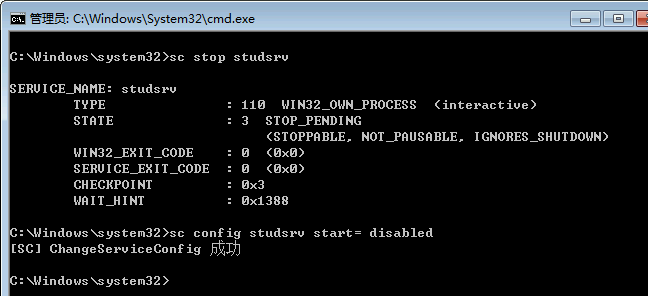 管理员: C:\Windows\System32\cmd.exe
C:\Windows\system32>sc stop studsrv
SERVICE_NAME: studsrv
TYPE : 110 WIN32_OWN_PROCESS (interactive)
STATE : 3 STOP_PENDING
(STOPPABLE, NOT_PAUSABLE, IGNORES_SHUTDOWN)
WIN32_EXIT_CODE : 0 (0x0)
SERVICE_EXIT_CODE : 0 (0x0)
CHECKPOINT : 0x3
WAIT_HINT : 0x1388
C:\Windows\system32>sc config studsrv start= disabled
[SC] ChangeServiceConfig 成功
C:\Windows\system32>